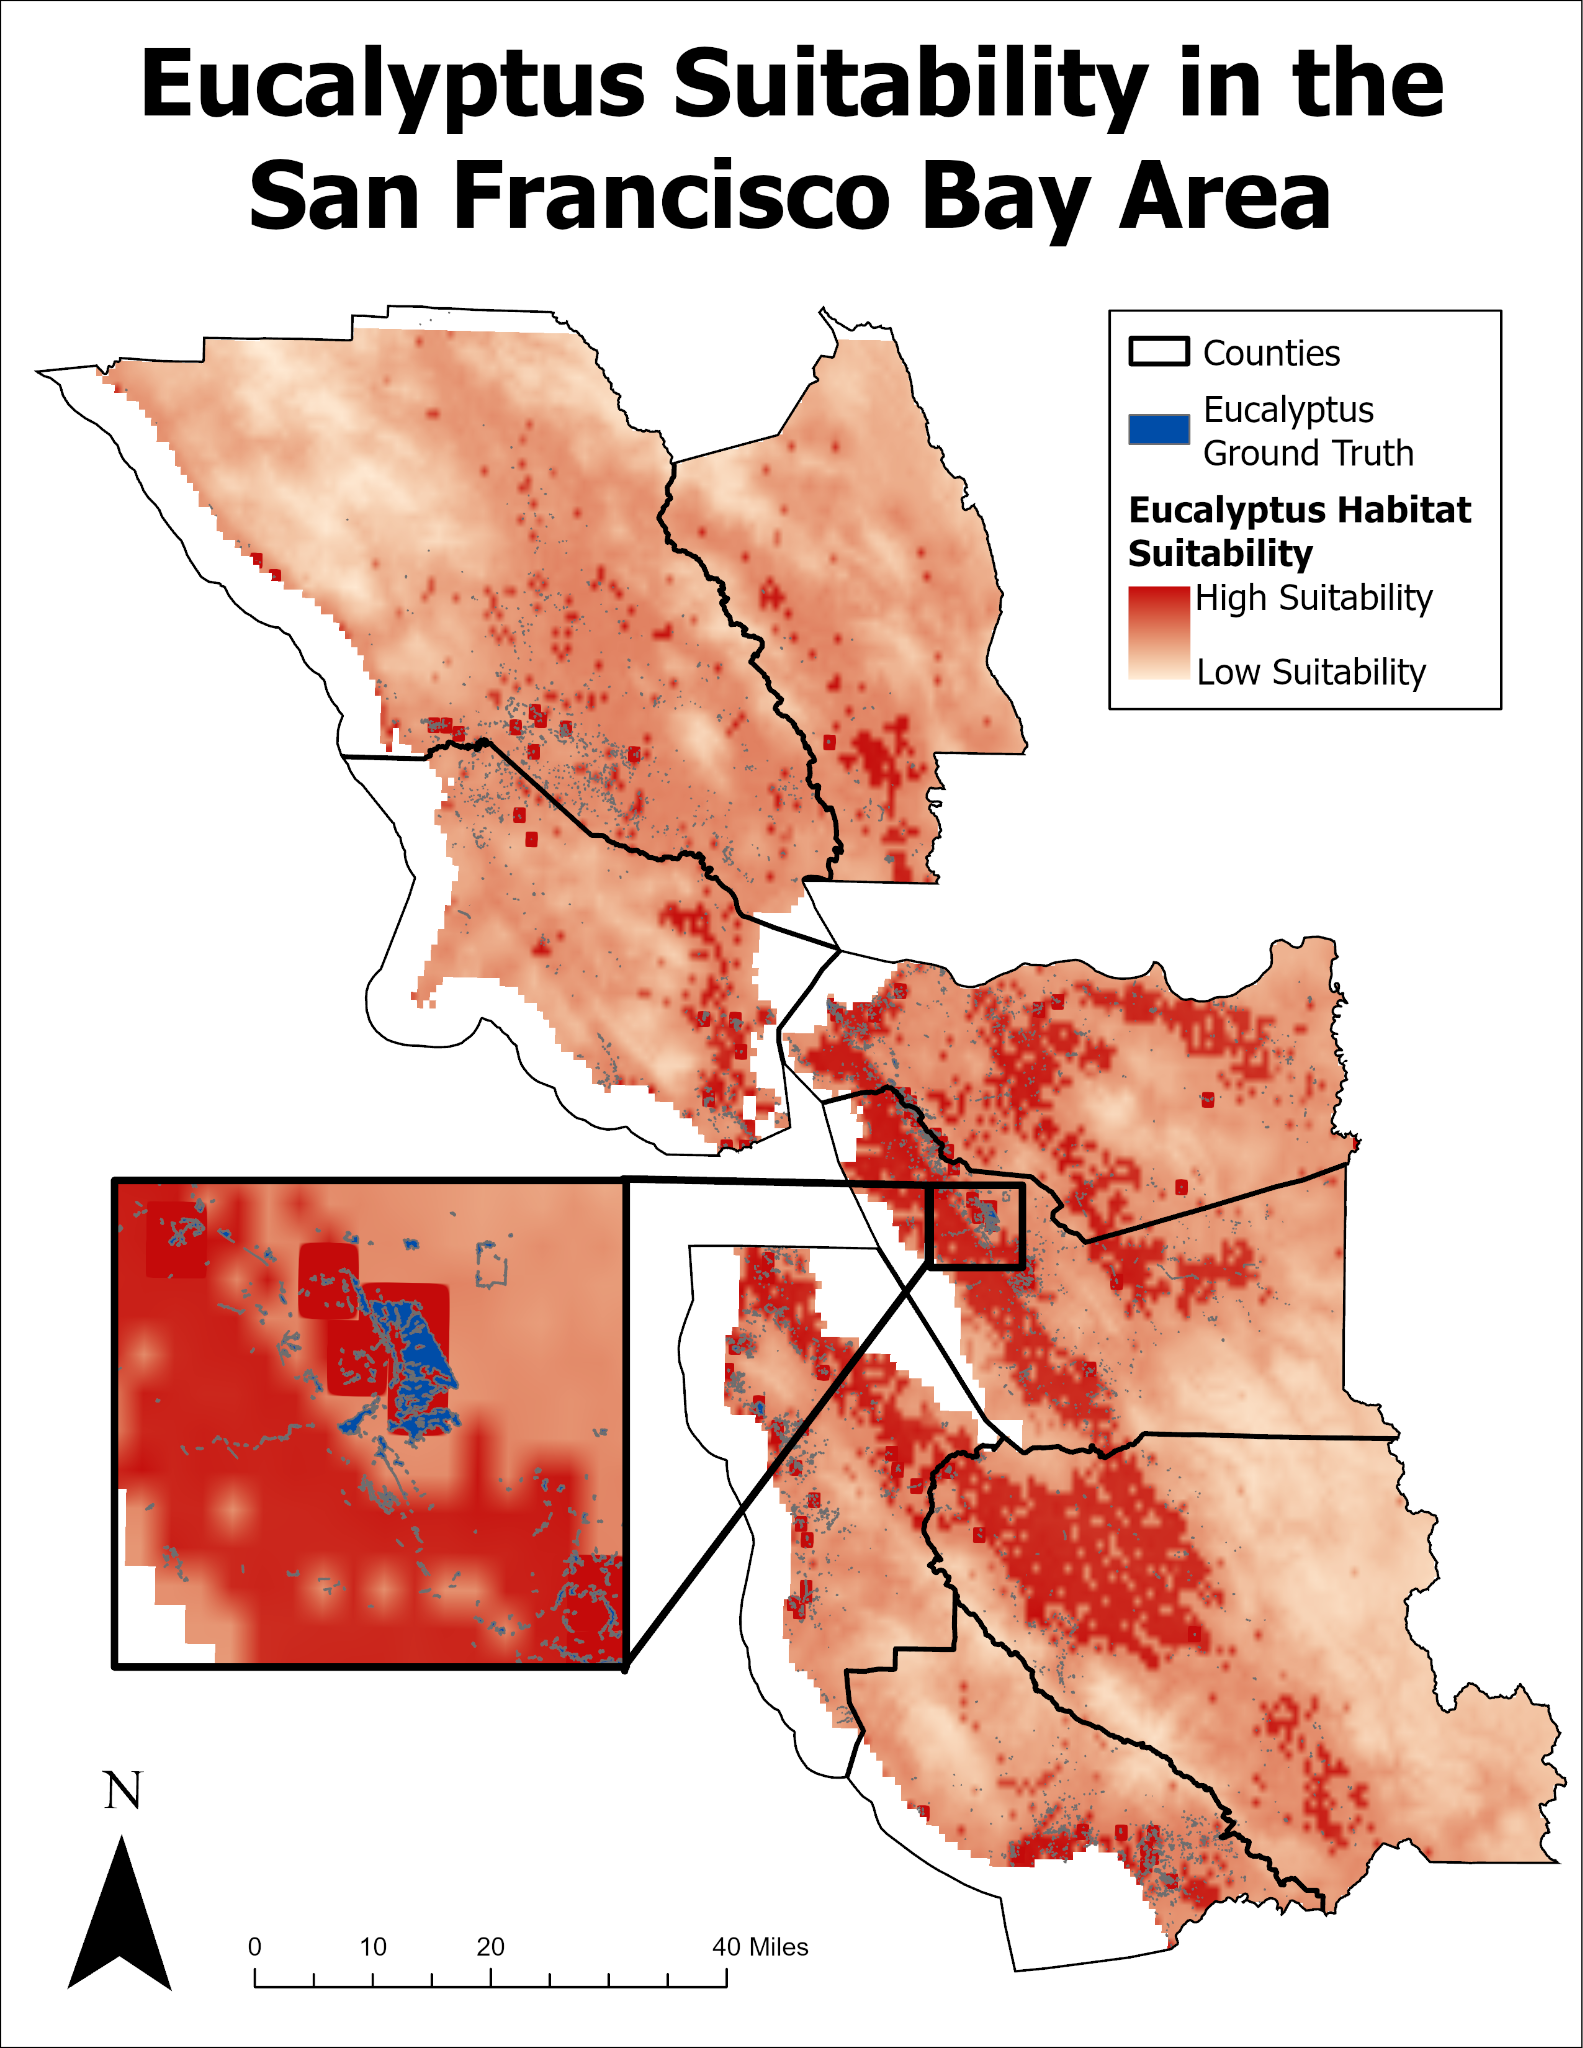 Eucalyptus Suitability in the
San Francisco Bay Area
Counties
Eucalyptus
Ground Truth
Eucalyptus Habitat
Suitability
High Suitability
Low Suitability
N
0 10 20 40 Miles